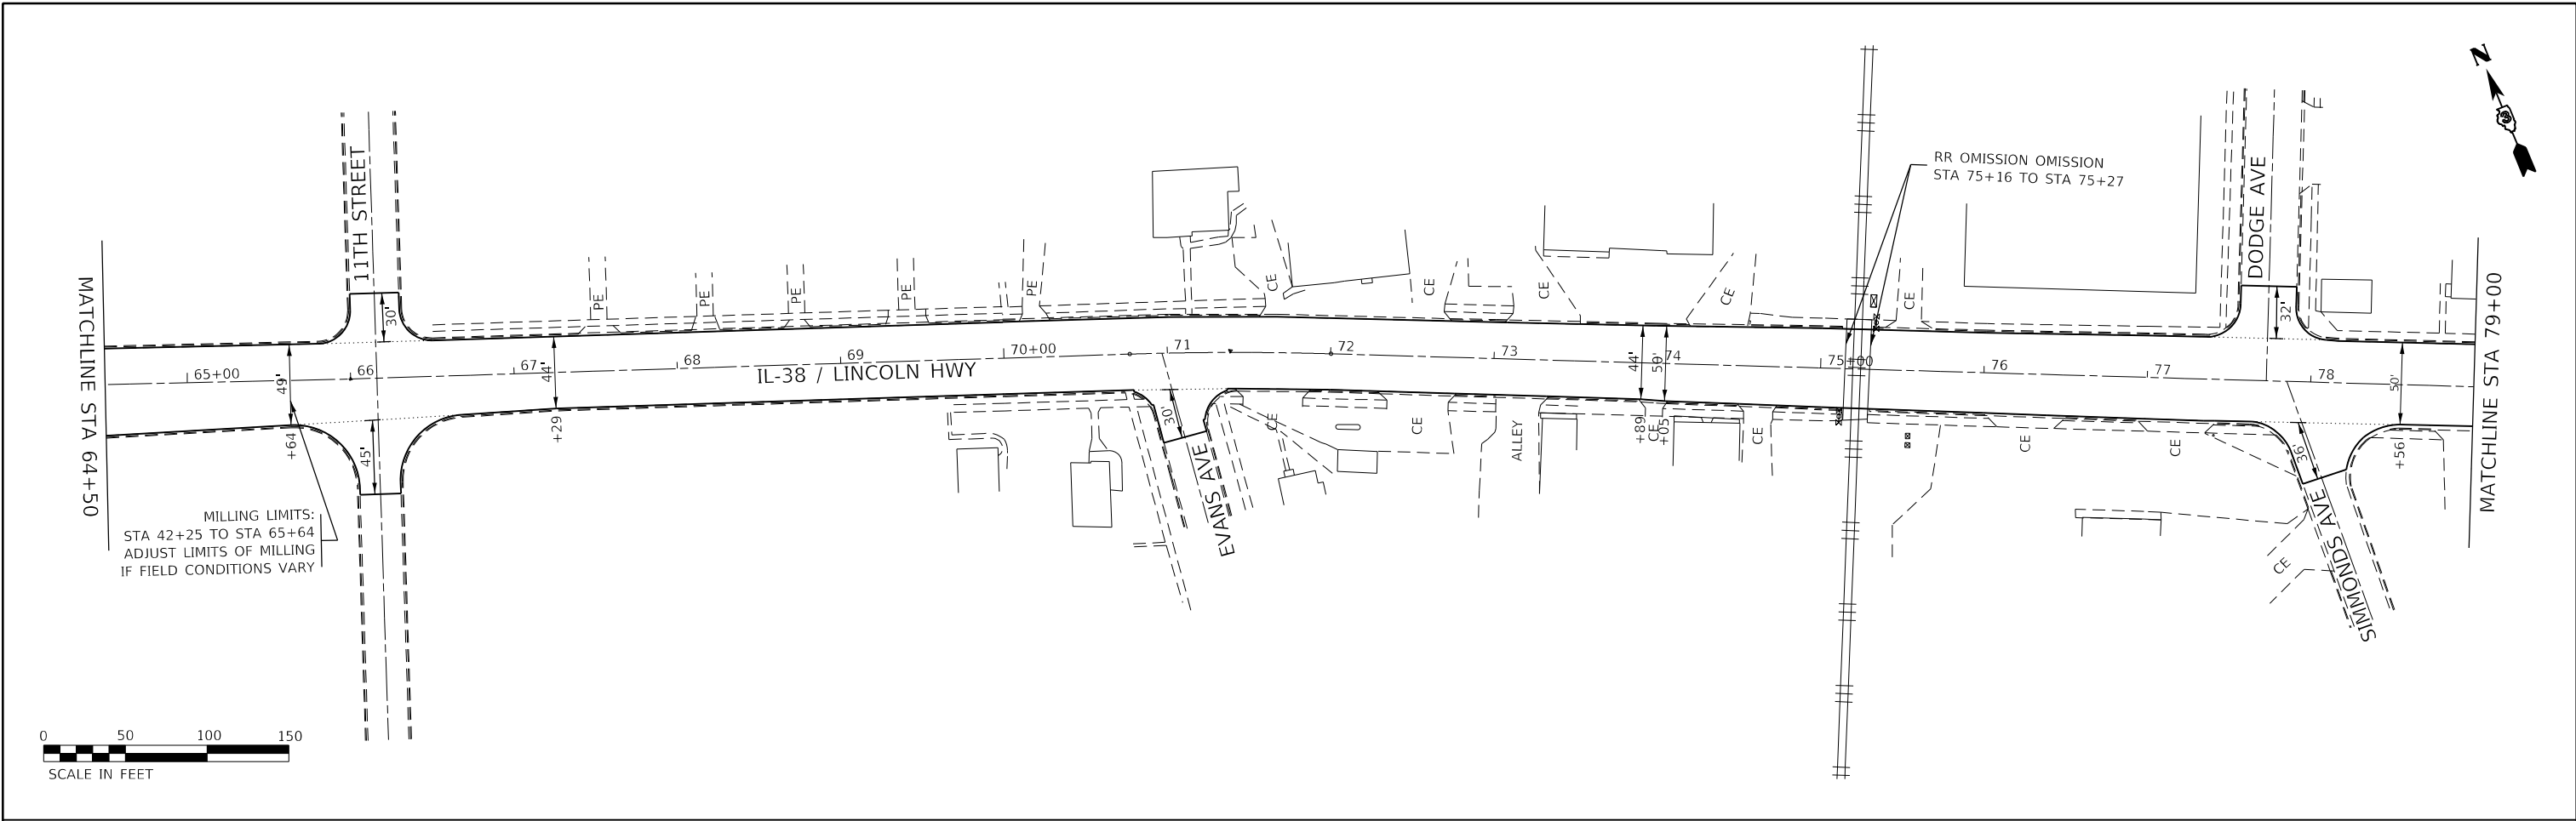 N
RR OMISSION OMISSION
STA 75+16 TO STA 75+27
11TH STREET
DODGE AVE
MATCHLINE STA 64+50
MATCHLINE STA 79+00
30'
32'
PE
PE
PE
PE
PE
CE
CE
CE
CE
CE
65+00
66
67
68
69
70+00
71
72
73
74
75+00
76
77
78
49'
44'
44'
50'
50'
IL-38 / LINCOLN HWY
+64
45'
+29
30'
EVANS AVE
CE
CE
ALLEY
+89
CE
+05
CE
CE
CE
36'
+56
SIMMONDS AVE
CE
MILLING LIMITS:
STA 42+25 TO STA 65+64
ADJUST LIMITS OF MILLING
IF FIELD CONDITIONS VARY
0 50 100 150
SCALE IN FEET